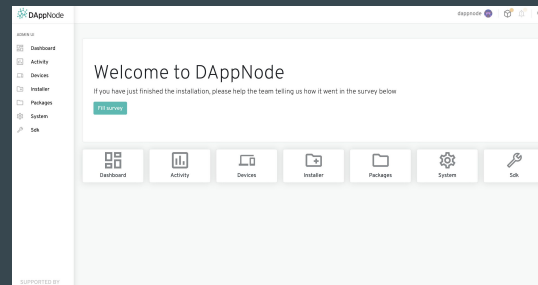 DAppNode
dappnode
ADMIN UI
Dashboard
Activity
Devices
Installer
Packages
System
Sdk
Welcome to DAppNode
If you have just finished the installation, please help the team telling us how it went in the survey below
Fill survey
Dashboard
Activity
Devices
Installer
Packages
System
Sdk
SUPPORTED BY